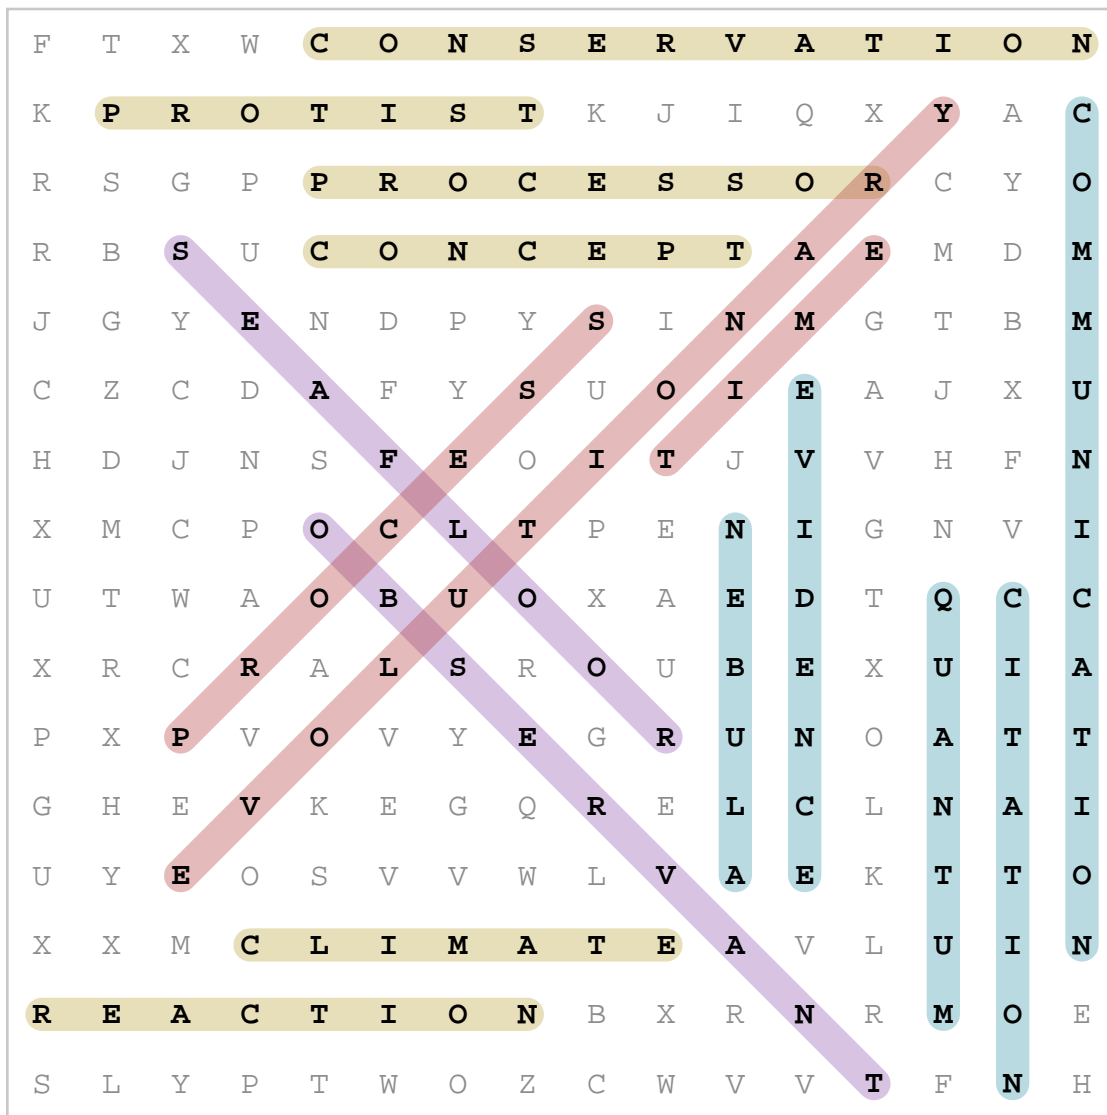 F T X W C O N S E R V A T I O N
K P R O T I S T K J I Q X Y A C
R S G P P R O C E S S O R C Y O
R B S U C O N C E P T A E M D M
J G Y E N D P Y S I N M G T B M
C Z C D A F Y S U O I E A J X U
H D J N S F E O I T J V V H F N
X M C P O C L T P E N I G N V I
U T W A O B U O X A E D T Q C C
X R C R A L S R O U B E X U I A
P X P V O V Y E G R U N O A T T
G H E V K E G Q R E L C L N A I
U Y E O S V V W L V A E K T T O
X X M C L I M A T E A V L U I N
R E A C T I O N B X R N R M O E
S L Y P T W O Z C W V V T F N H